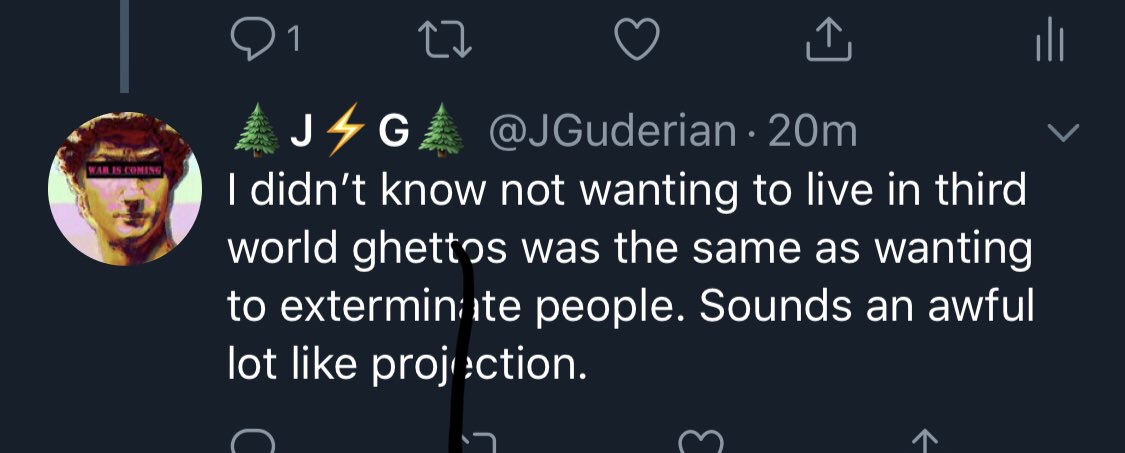 1
🌲J⚡G🌲 @JGuderian · 20m
WAR IS COMING
I didn’t know not wanting to live in third
world ghettos was the same as wanting
to exterminate people. Sounds an awful
lot like projection.